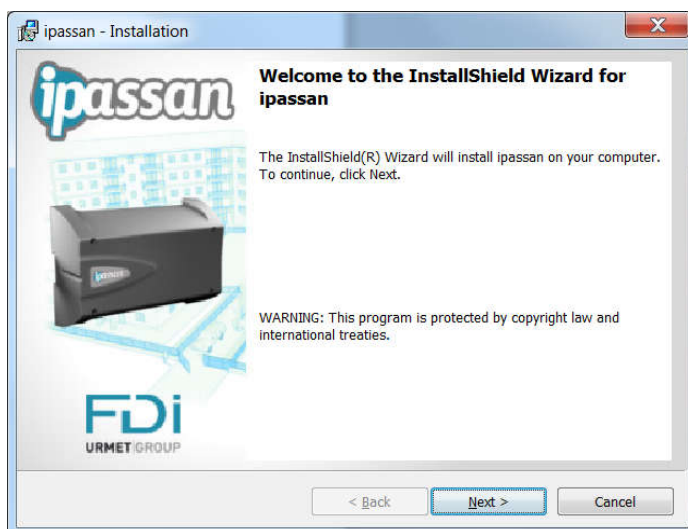 ipassan - Installation
ipassan
Welcome to the InstallShield Wizard for
ipassan
The InstallShield(R) Wizard will install ipassan on your computer.
To continue, click Next.
ipassan
WARNING: This program is protected by copyright law and
international treaties.
FDi
URMET GROUP
< Back
Next >
Cancel